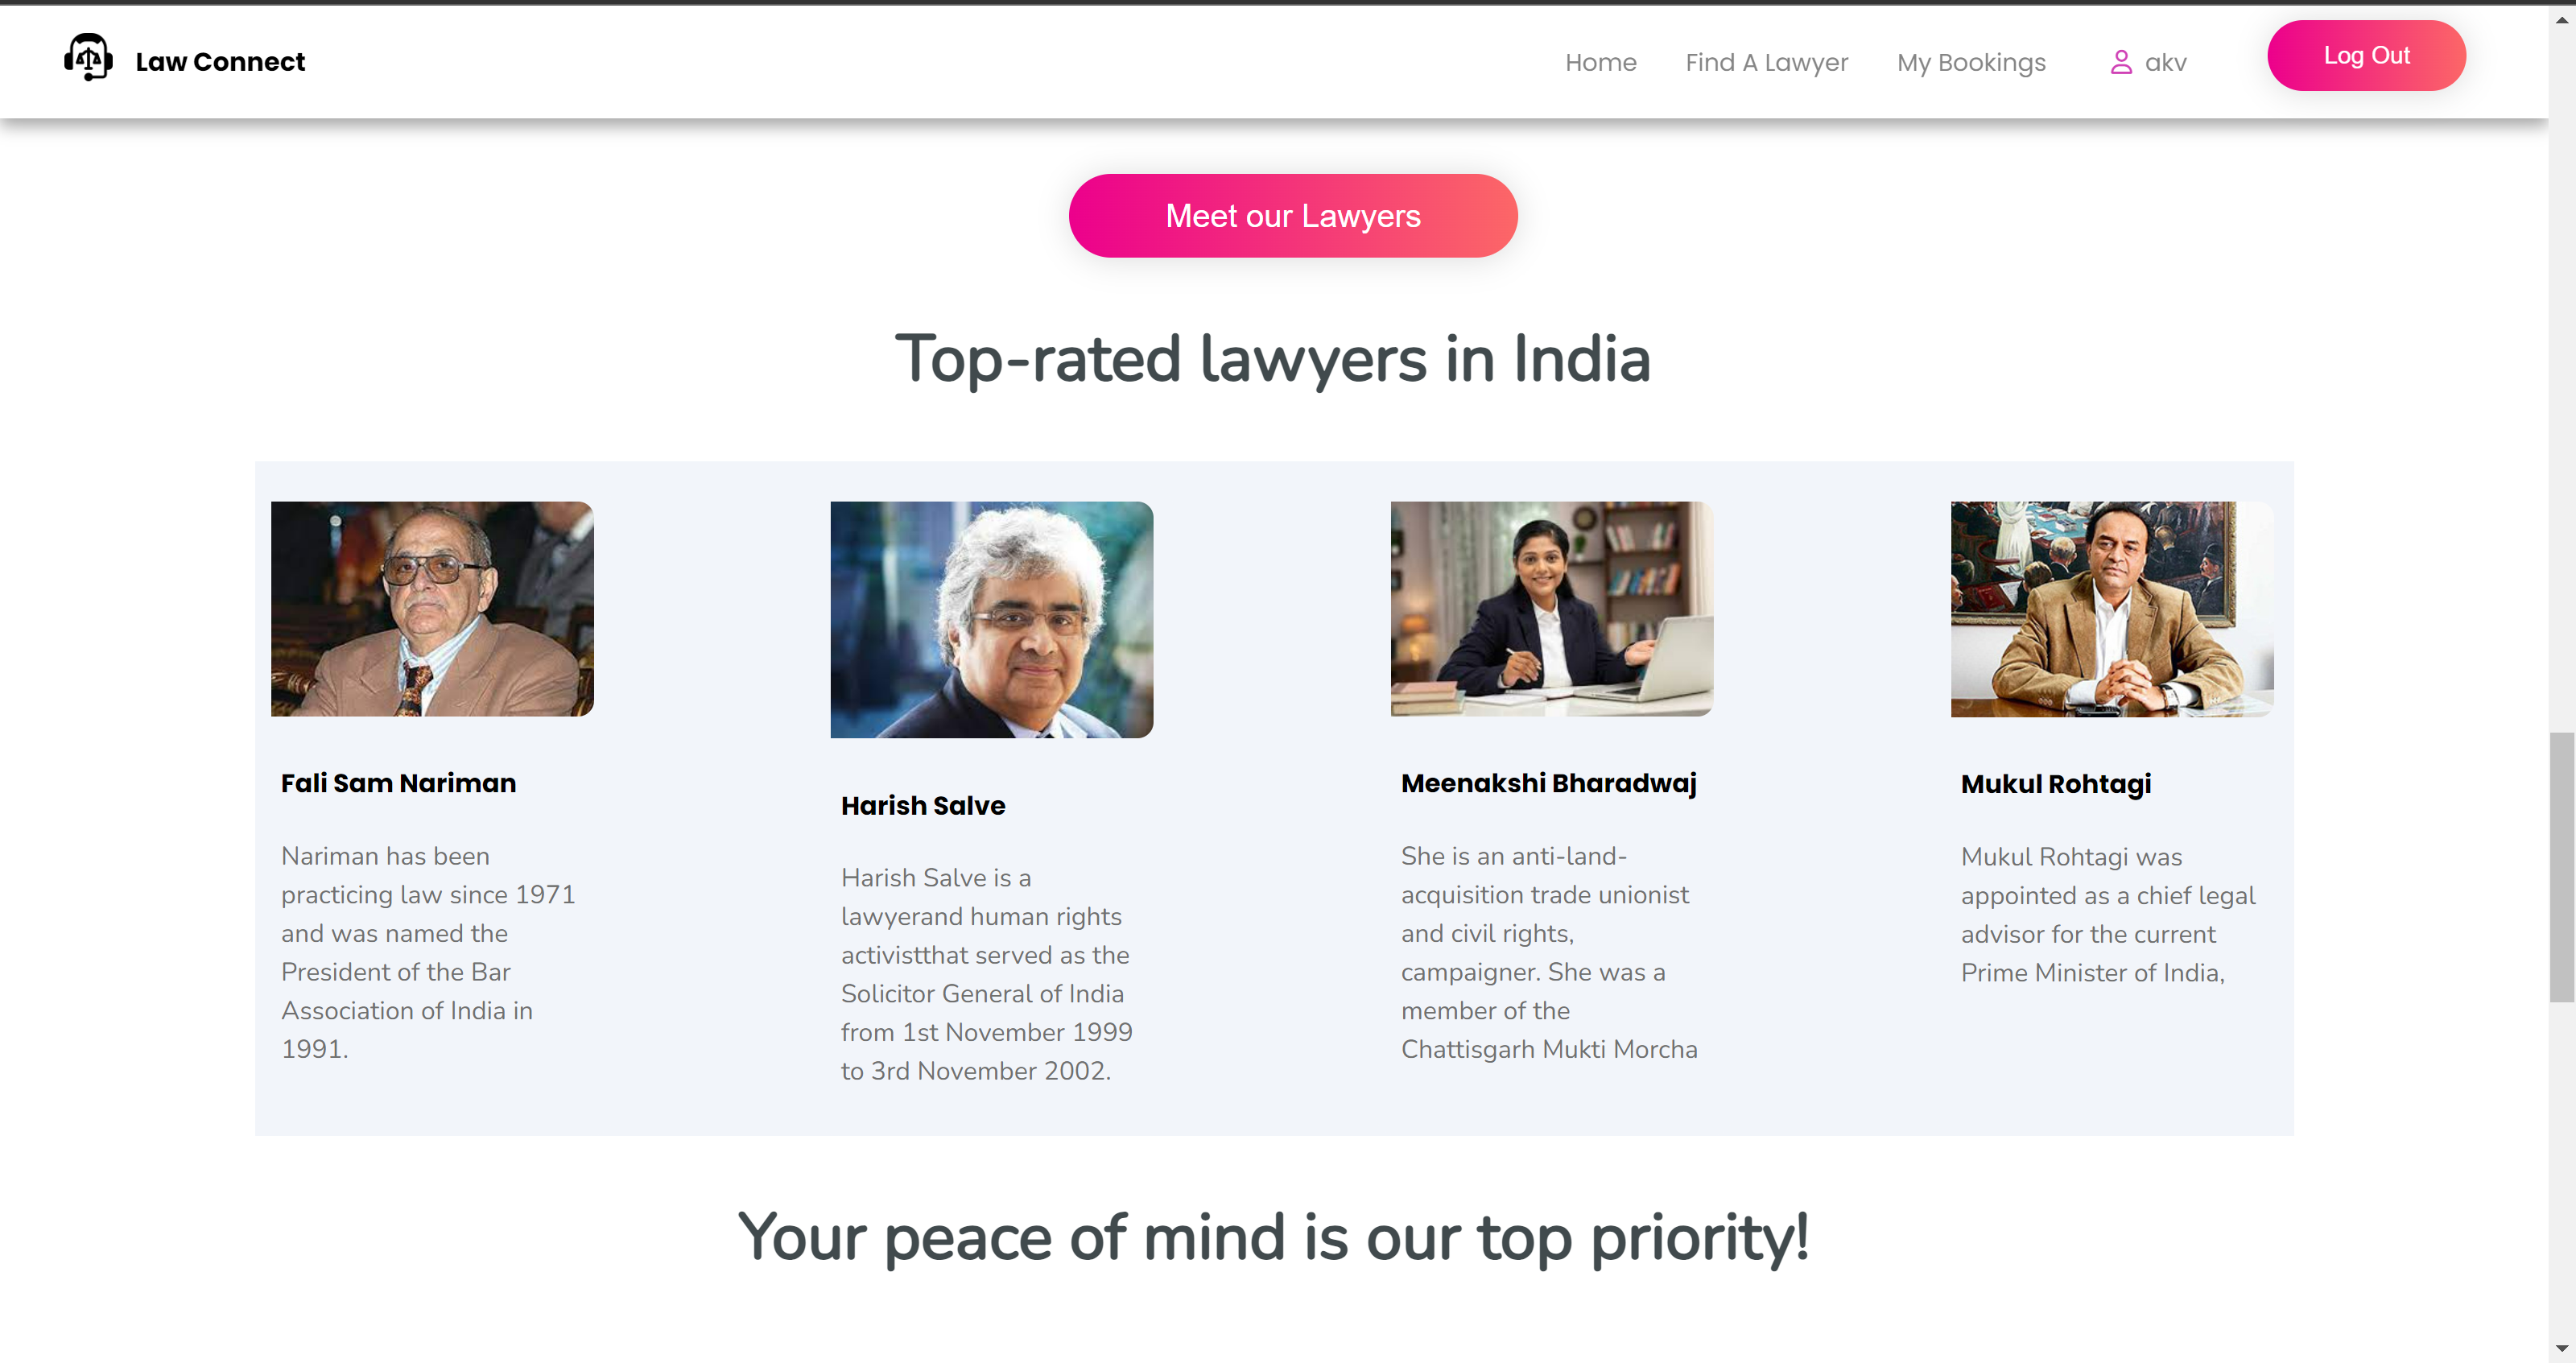 Law Connect
Home
Find A Lawyer
My Bookings
akv
Log Out
Meet our Lawyers
Top-rated lawyers in India
Fali Sam Nariman
Nariman has been
practicing law since 1971
and was named the
President of the Bar
Association of India in
1991.
Harish Salve
Harish Salve is a
lawyerand human rights
activistthat served as the
Solicitor General of India
from 1st November 1999
to 3rd November 2002.
Meenakshi Bharadwaj
She is an anti-land-
acquisition trade unionist
and civil rights,
campaigner. She was a
member of the
Chattisgarh Mukti Morcha
Mukul Rohtagi
Mukul Rohtagi was
appointed as a chief legal
advisor for the current
Prime Minister of India,
Your peace of mind is our top priority!